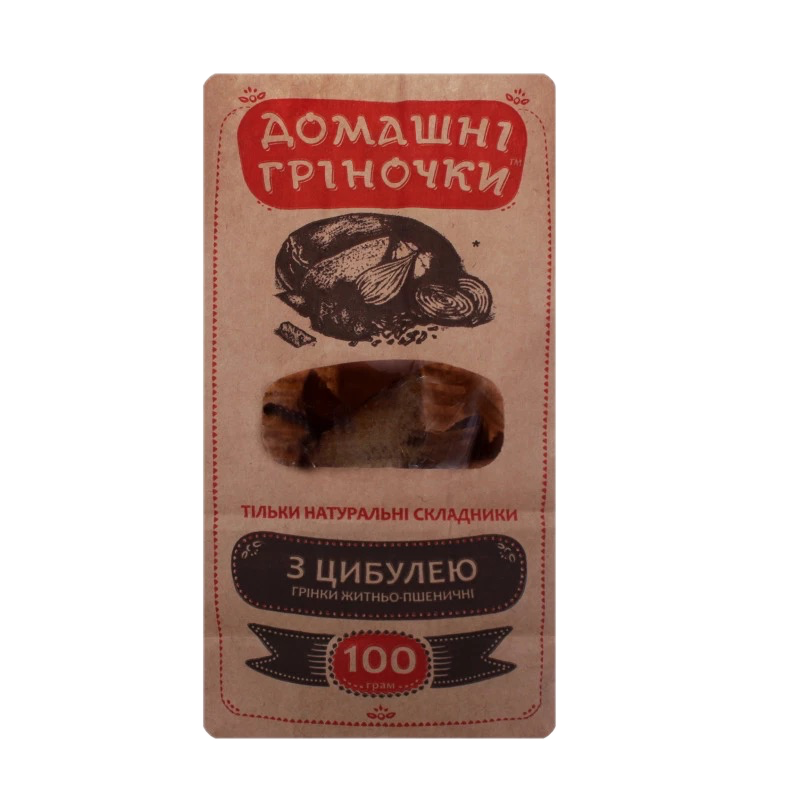 ДОМАШНІ
ГРІНОЧКИ ТМ
*
ТІЛЬКИ НАТУРАЛЬНІ СКЛАДНИКИ
З ЦИБУЛЕЮ
ГРІНКИ ЖИТНЬО-ПШЕНИЧНІ
100
грам